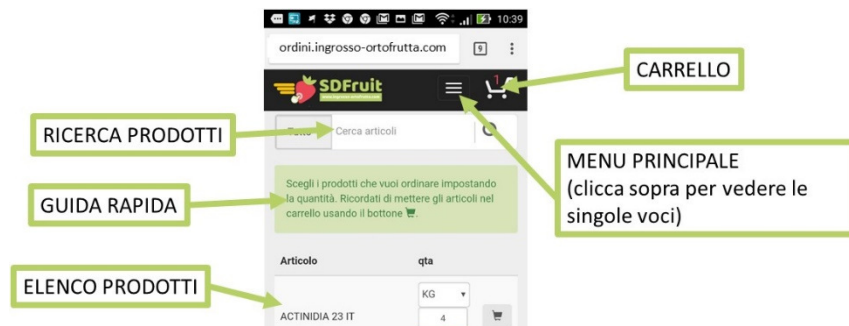 10:39
ordini.ingrosso-ortofrutta.com
9
SDFruit
1
CARRELLO
RICERCA PRODOTTI
Cerca articoli
MENU PRINCIPALE
(clicca sopra per vedere le
singole voci)
GUIDA RAPIDA
Scegli i prodotti che vuoi ordinare impostando
la quantità. Ricordati di mettere gli articoli nel
carrello usando il bottone
Articolo qta
ELENCO PRODOTTI
KG
ACTINIDIA 23 IT
4